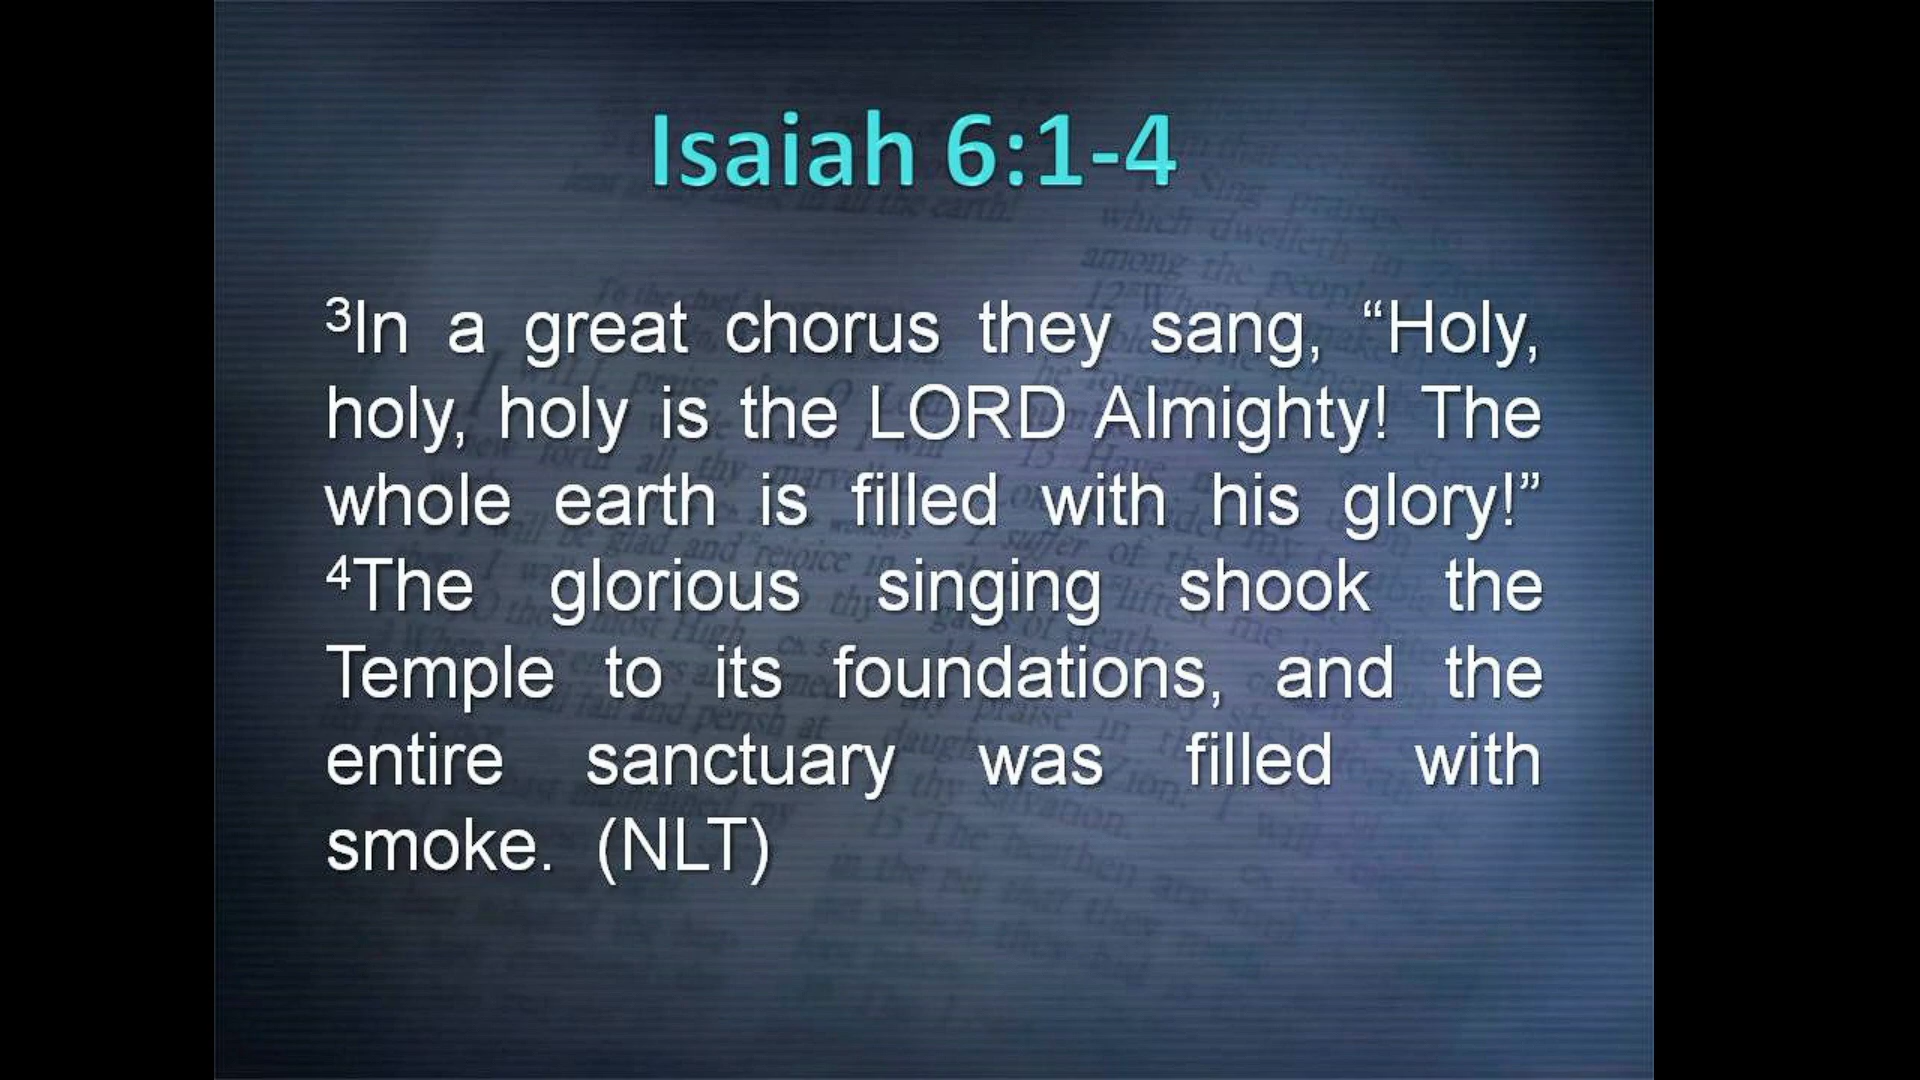 Isaiah 6:1-4
³In a great chorus they sang, “Holy,
holy, holy is the LORD Almighty! The
whole earth is filled with his glory!”
⁴The glorious singing shook the
Temple to its foundations, and the
entire sanctuary was filled with
smoke. (NLT)